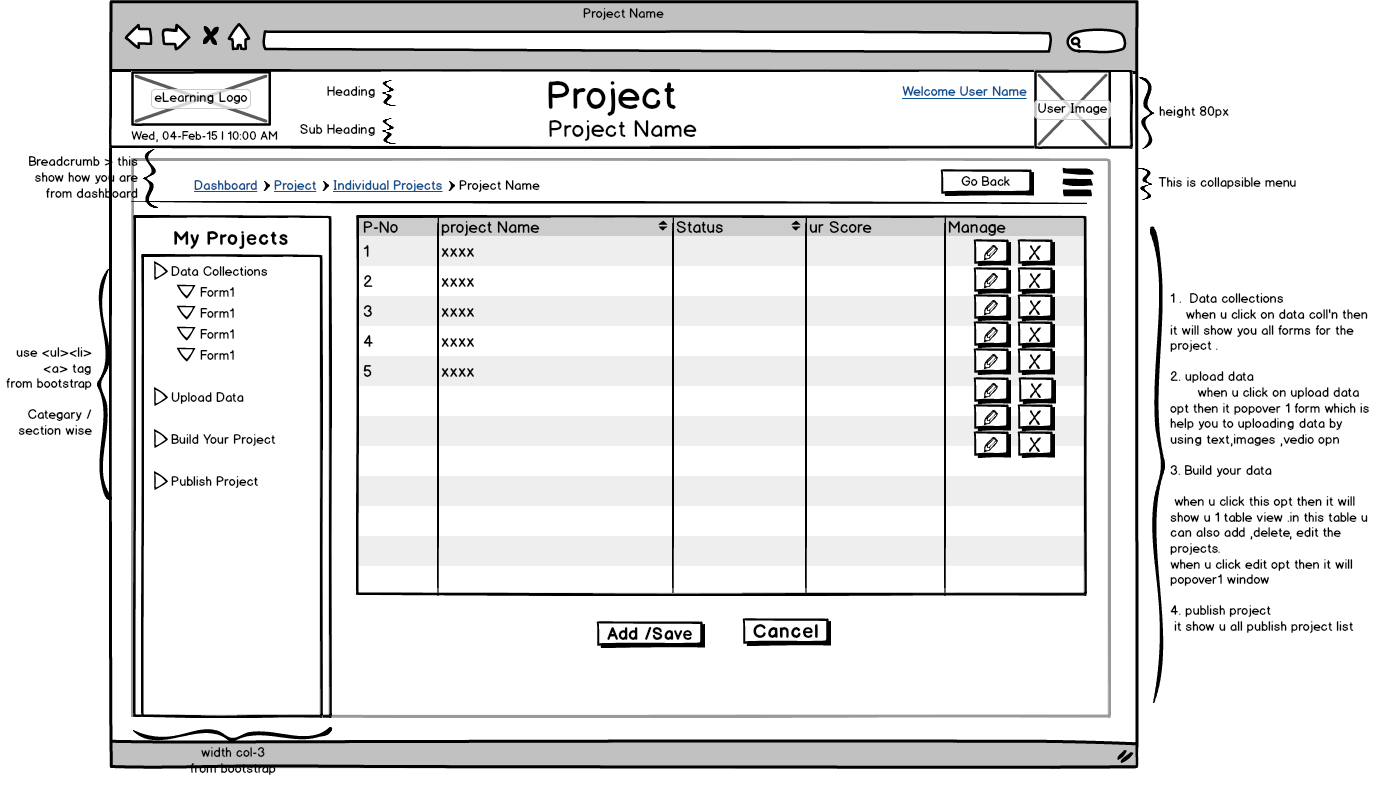 Project Name
eLearning Logo
Wed, 04-Feb-15 | 10:00 AM
Heading
Sub Heading
Project
Project Name
Welcome User Name
User Image
height 80px
Breadcrumb > this
show how you are
from dashboard
Dashboard > Project > Individual Projects > Project Name
Go Back
This is collapsible menu
My Projects
Data Collections
Form1
Form1
Form1
Form1
Upload Data
Build Your Project
Publish Project
use <ul><li>
<a> tag
from bootstrap
Categary /
section wise
P-No project Name Status ur Score Manage
1 xxxx
2 xxxx
3 xxxx
4 xxxx
5 xxxx
X
X
X
X
X
X
X
X
Add /Save
Cancel
1. Data collections
when u click on data coll'n then
it will show you all forms for the
project .
2. upload data
when u click on upload data
opt then it popover 1 form which is
help you to uploading data by
using text,images ,vedio opn
3. Build your data
when u click this opt then it will
show u 1 table view .in this table u
can also add ,delete, edit the
projects.
when u click edit opt then it will
popover1 window
4. publish project
it show u all publish project list
width col-3
from bootstrap